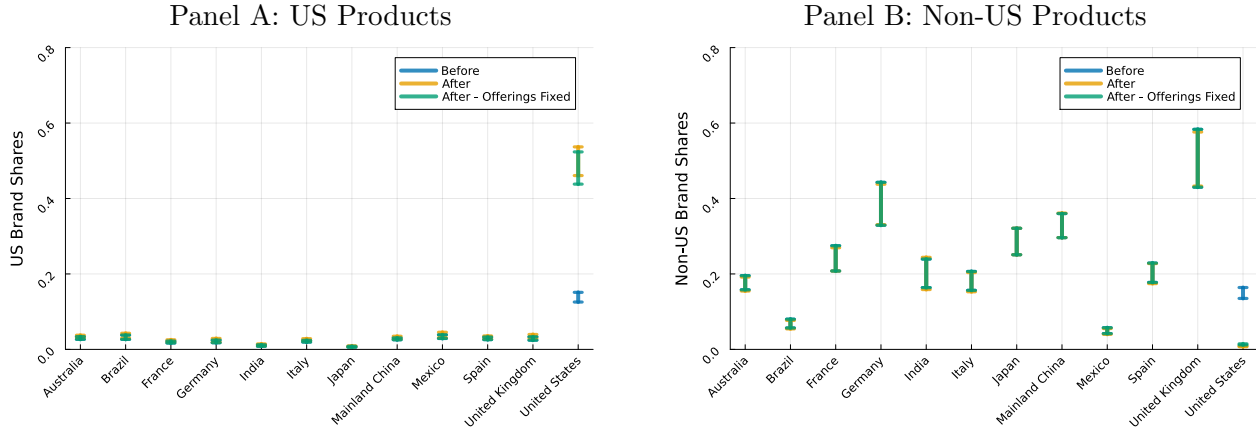 Panel A: US Products
US Brand Shares
0.8
0.6
0.4
0.2
0.0
Before
After
After - Offerings Fixed
Australia
Brazil
France
Germany
India
Italy
Japan
Mainland China
Mexico
Spain
United Kingdom
United States
Panel B: Non-US Products
Non-US Brand Shares
0.8
0.6
0.4
0.2
0.0
Before
After
After - Offerings Fixed
Australia
Brazil
France
Germany
India
Italy
Japan
Mainland China
Mexico
Spain
United Kingdom
United States